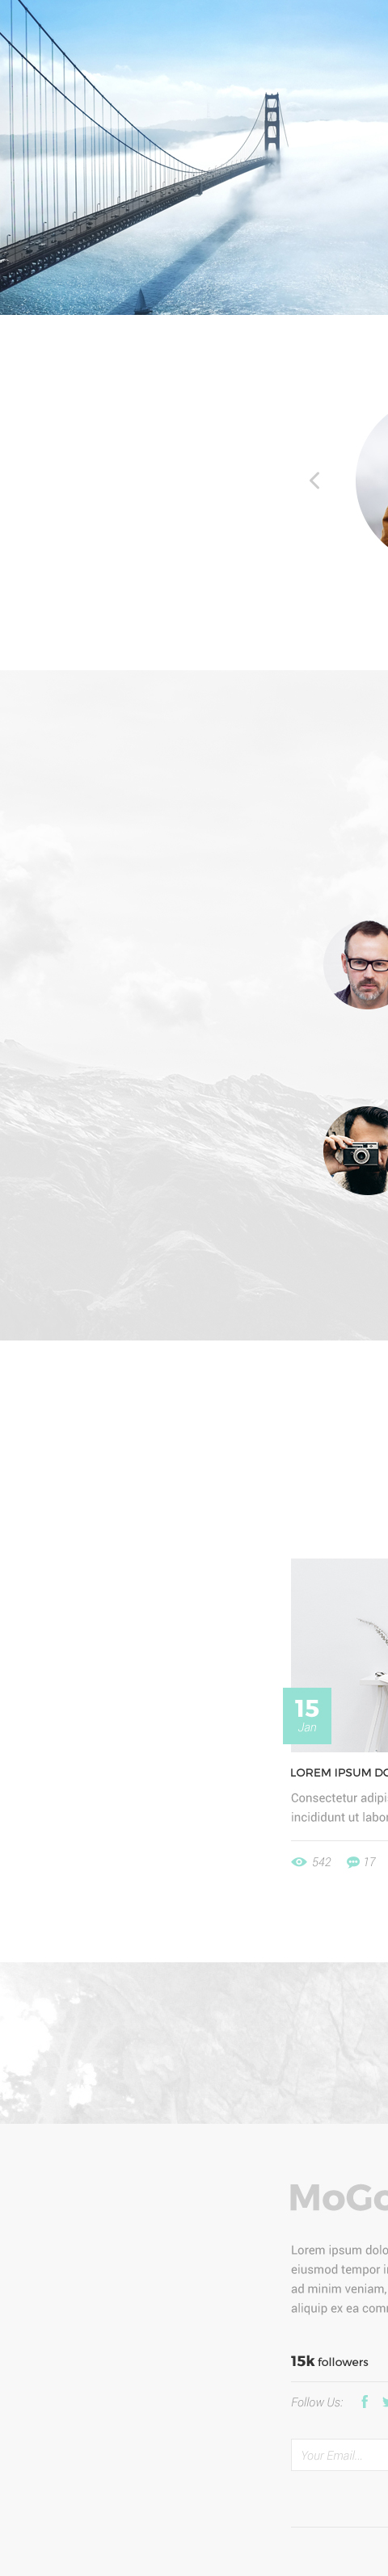 15
Jan
LOREM IPSUM DO
Consectetur adipi
incididunt ut labor
542 17
MoGo
Lorem ipsum dolo
eiusmod tempor i
ad minim veniam,
aliquip ex ea com
15k followers
Follow Us:
Your Email...